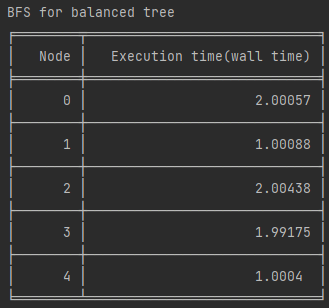 BFS for balanced tree
Node Execution time(wall time)
0 2.00057
1 1.00088
2 2.00438
3 1.99175
4 1.0004